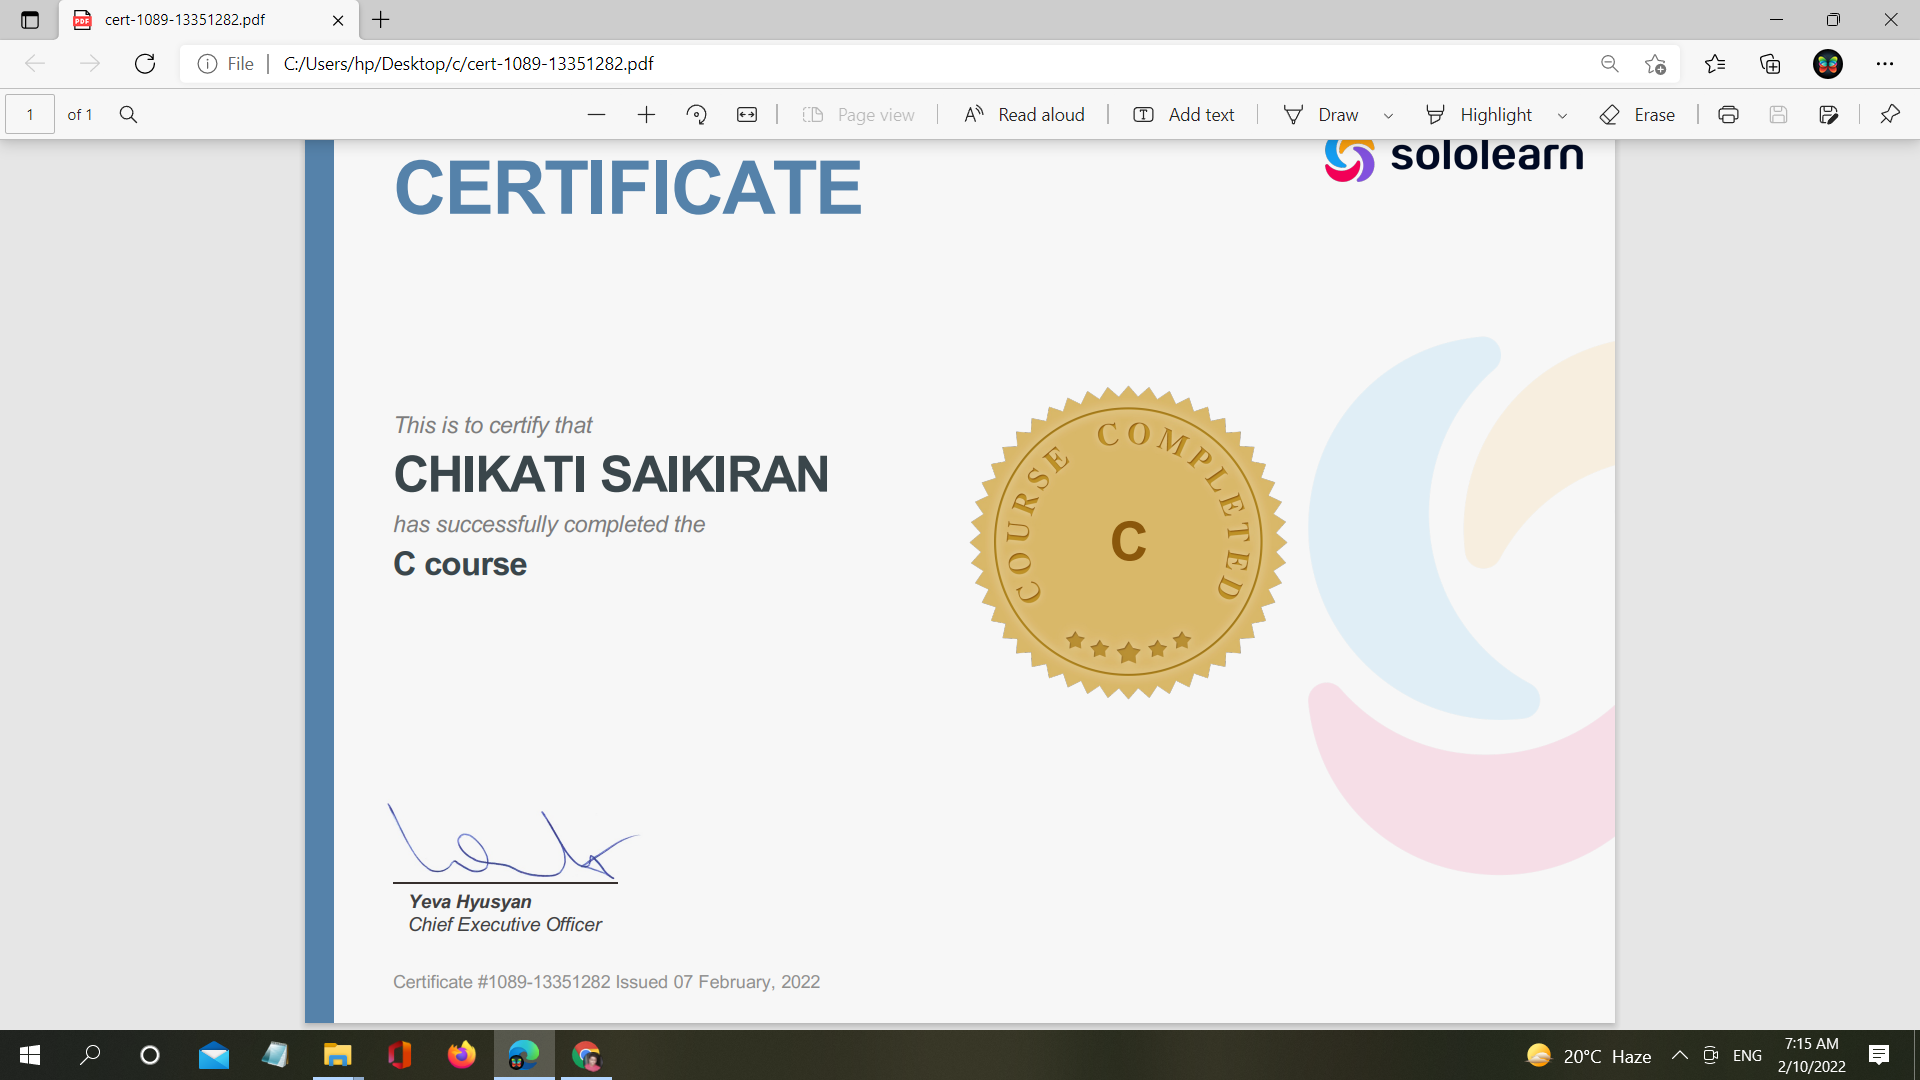 cert-1089-13351282.pdf
File
C:/Users/hp/Desktop/c/cert-1089-13351282.pdf
1 of 1
Page view
Read aloud
Add text
Draw
Highlight
Erase
CERTIFICATE
sololearn
This is to certify that
CHIKATI SAIKIRAN
has successfully completed the
C course
COURSE COMPLETED
C
Yeva Hyusyan
Chief Executive Officer
Certificate #1089-13351282 Issued 07 February, 2022
20°C Haze
ENG
7:15 AM
2/10/2022